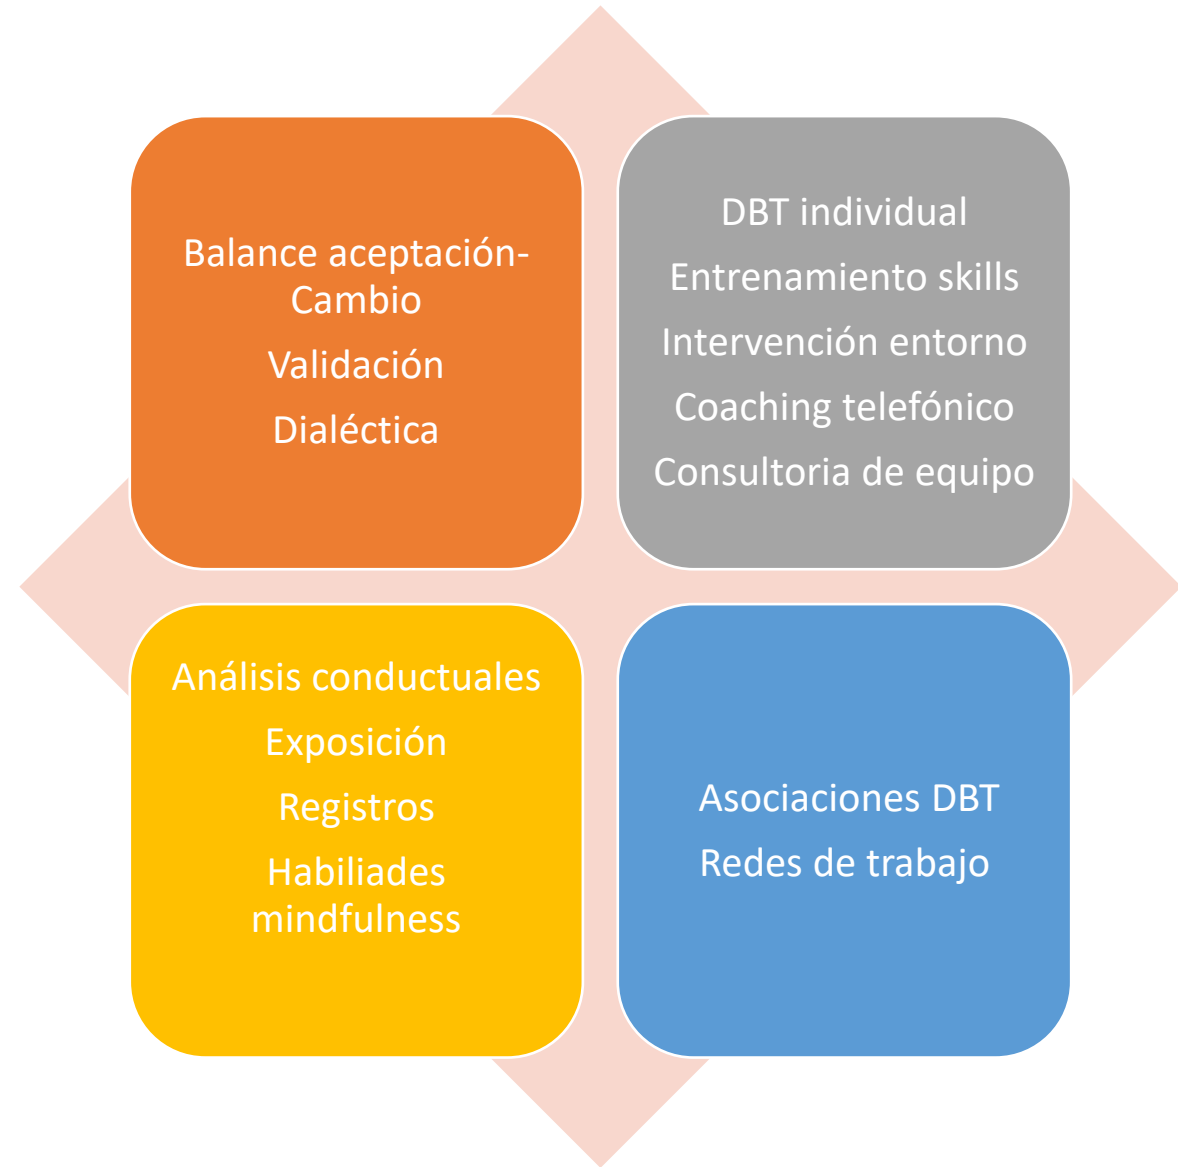 Balance aceptación-
Cambio
Validación
Dialéctica
DBT individual
Entrenamiento skills
Intervención entorno
Coaching telefónico
Consultoria de equipo
Análisis conductuales
Exposición
Registros
Habiliades
mindfulness
Asociaciones DBT
Redes de trabajo